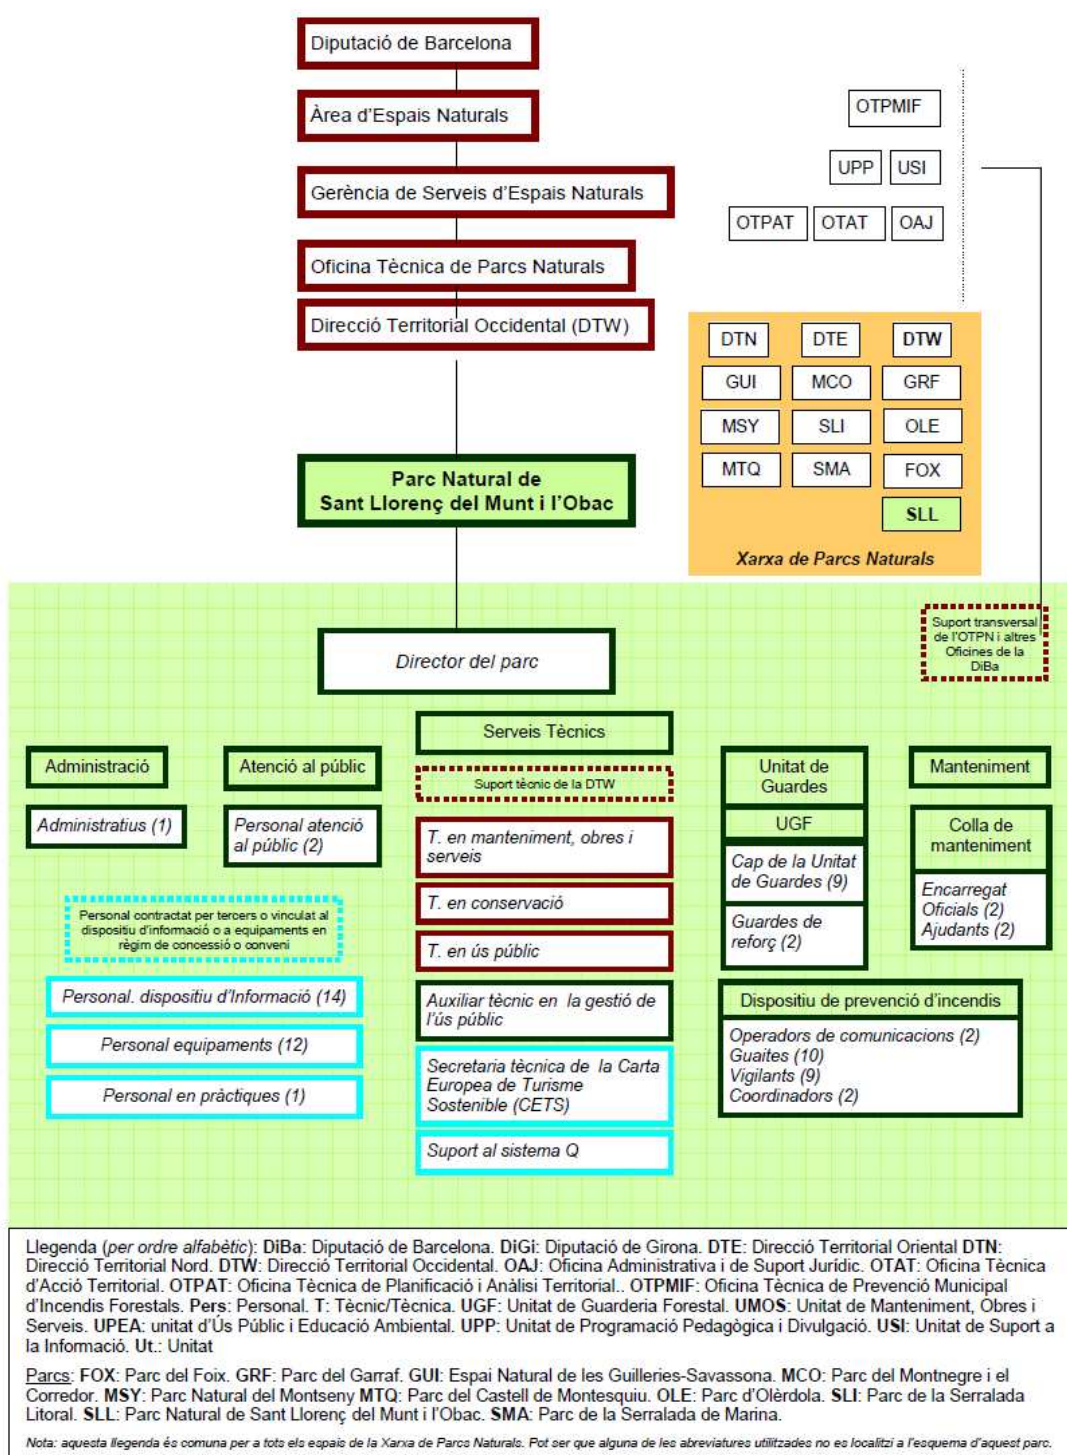 Diputació de Barcelona
Àrea d'Espais Naturals
Gerència de Serveis d'Espais Naturals
Oficina Tècnica de Parcs Naturals
Direcció Territorial Occidental (DTW)
OTPMIF
UPP USI
OTPAT OTAT OAJ
DTN DTE DTW
GUI MCO GRF
MSY SLI OLE
MTQ SMA FOX
SLL
Xarxa de Parcs Naturals
Parc Natural de
Sant Llorenç del Munt i l'Obac
Director del parc
Suport transversal
de l'OTPN i altres
Oficines de la
DiBa
Administració
Administratius (1)
Atenció al públic
Personal atenció
al públic (2)
Personal contractat per tercers o vinculat al
dispositiu d'informació o a equipaments en
règim de concessió o conveni
Personal. dispositiu d'Informació (14)
Personal equipaments (12)
Personal en pràctiques (1)
Serveis Tècnics
Suport tècnic de la DTW
T. en manteniment, obres i
serveis
T. en conservació
T. en ús públic
Auxiliar tècnic en la gestió de
l'ús públic
Secretaria tècnica de la Carta
Europea de Turisme
Sostenible (CETS)
Suport al sistema Q
Unitat de
Guardes
UGF
Cap de la Unitat
de Guardes (9)
Guardes de
reforç (2)
Manteniment
Colla de
manteniment
Encarregat
Oficials (2)
Ajudants (2)
Dispositiu de prevenció d'incendis
Operadors de comunicacions (2)
Guaites (10)
Vigilants (9)
Coordinadors (2)
Llegenda (per ordre alfabètic): DiBa: Diputació de Barcelona. DiGi: Diputació de Girona. DTE: Direcció Territorial Oriental DTN:
Direcció Territorial Nord. DTW: Direcció Territorial Occidental. OAJ: Oficina Administrativa i de Suport Jurídic. OTAT: Oficina Tècnica
d'Acció Territorial. OTPAT: Oficina Tècnica de Planificació i Anàlisi Territorial.. OTPMIF: Oficina Tècnica de Prevenció Municipal
d'Incendis Forestals. Pers: Personal. T: Tècnic/Tècnica. UGF: Unitat de Guarderia Forestal. UMOS: Unitat de Manteniment, Obres i
Serveis. UPEA: unitat d'Ús Públic i Educació Ambiental. UPP: Unitat de Programació Pedagògica i Divulgació. USI: Unitat de Suport a
la Informació. Ut.: Unitat
Parcs: FOX: Parc del Foix. GRF: Parc del Garraf. GUI: Espai Natural de les Guilleries-Savassona. MCO: Parc del Montnegre i el
Corredor. MSY: Parc Natural del Montseny MTQ: Parc del Castell de Montesquiu. OLE: Parc d'Olèrdola. SLI: Parc de la Serralada
Litoral. SLL: Parc Natural de Sant Llorenç del Munt i l'Obac. SMA: Parc de la Serralada de Marina.
Nota: aquesta llegenda és comuna per a tots els espais de la Xarxa de Parcs Naturals. Pot ser que alguna de les abreviatures utilitzades no es localitzi a l'esquema d'aquest parc.